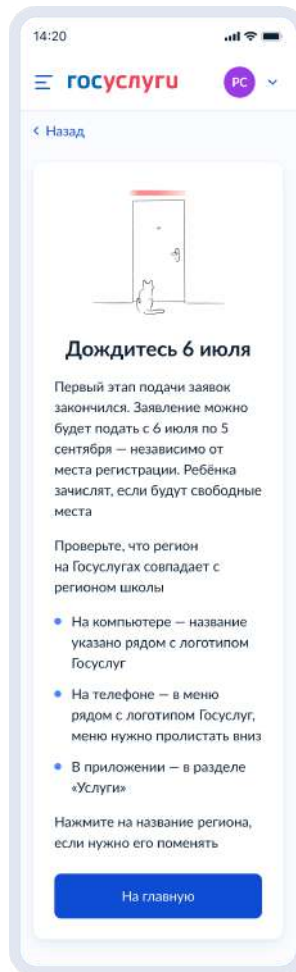 14:20
госуслуги
РС
Назад
Дождитесь 6 июля
Первый этап подачи заявок
закончился. Заявление можно
будет подать с 6 июля по 5
сентября — независимо от
места регистрации. Ребёнка
зачислят, если будут свободные
места
Проверьте, что регион
на Госуслугах совпадает с
регионом школы
На компьютере — название
указано рядом с логотипом
Госуслуг
На телефоне — в меню
рядом с логотипом Госуслуг,
меню нужно пролистать вниз
В приложении — в разделе
«Услуги»
Нажмите на название региона,
если нужно его поменять
На главную